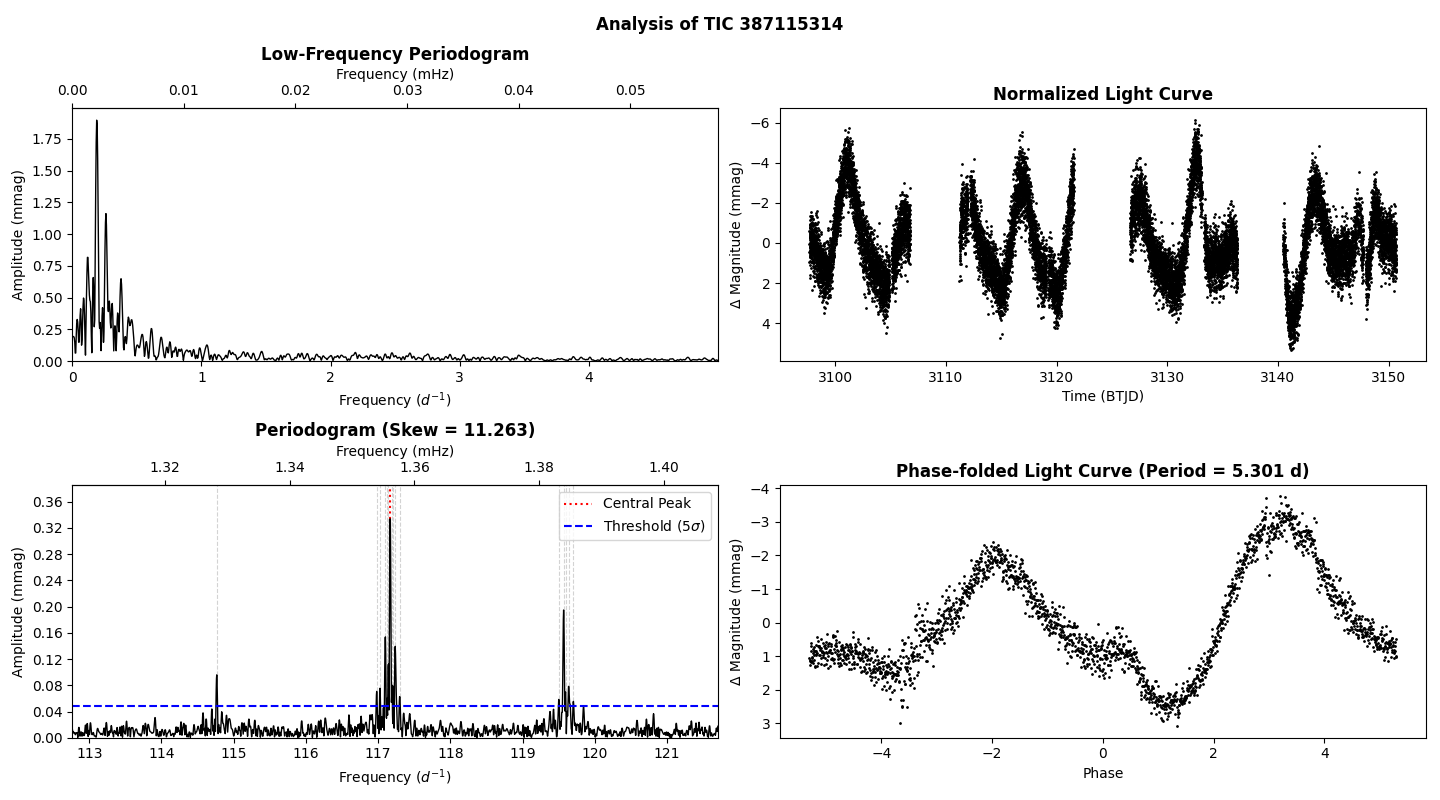 Analysis of TIC 387115314
Low-Frequency Periodogram
Frequency (mHz)
0.00 0.01 0.02 0.03 0.04 0.05
1.75
1.50
1.25
1.00
0.75
0.50
0.25
0.00
Amplitude (mmag)
0 1 2 3 4
Frequency (d⁻¹)
Normalized Light Curve
−6
−4
−2
0
2
4
Δ Magnitude (mmag)
3100 3110 3120 3130 3140 3150
Time (BTJD)
Periodogram (Skew = 11.263)
Frequency (mHz)
1.32 1.34 1.36 1.38 1.40
0.36
0.32
0.28
0.24
0.20
0.16
0.12
0.08
0.04
0.00
Amplitude (mmag)
Central Peak
Threshold (5σ)
113 114 115 116 117 118 119 120 121
Frequency (d⁻¹)
Phase-folded Light Curve (Period = 5.301 d)
−4
−3
−2
−1
0
1
2
3
Δ Magnitude (mmag)
−4 −2 0 2 4
Phase